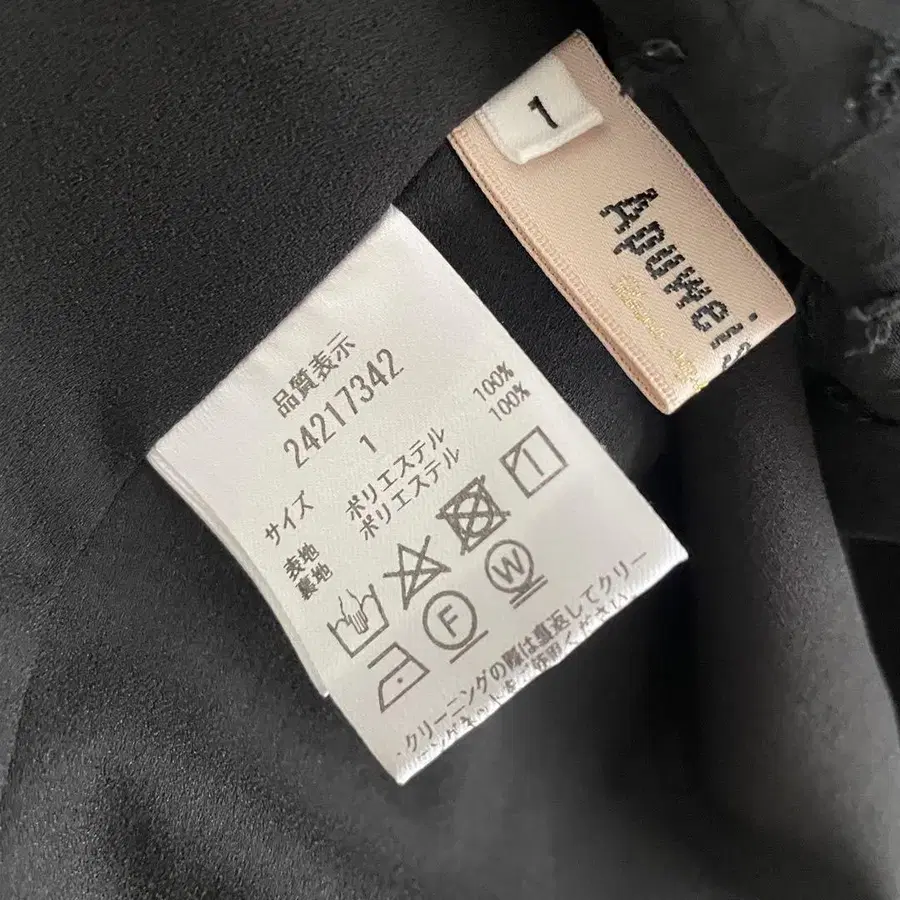 1
Apuwei
品質表示
24217342
サイズ 1
表地 ポリエステル 100%
裏地 ポリエステル 100%
1
F
W
クリーニングの際は裏返してクリー